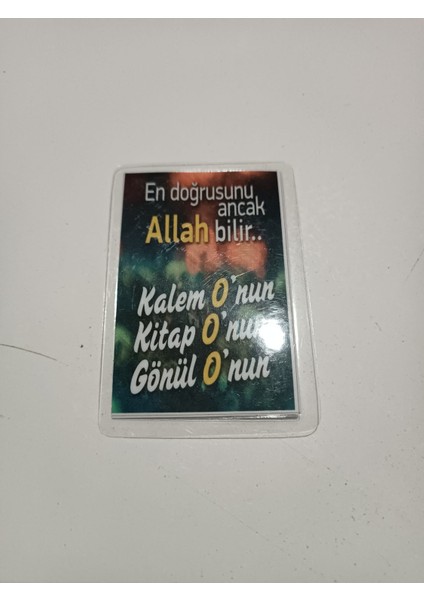 En doğrusunu
ancak
Allah bilir..
Kalem O'nun
Kitap O'nun
Gönül O'nun